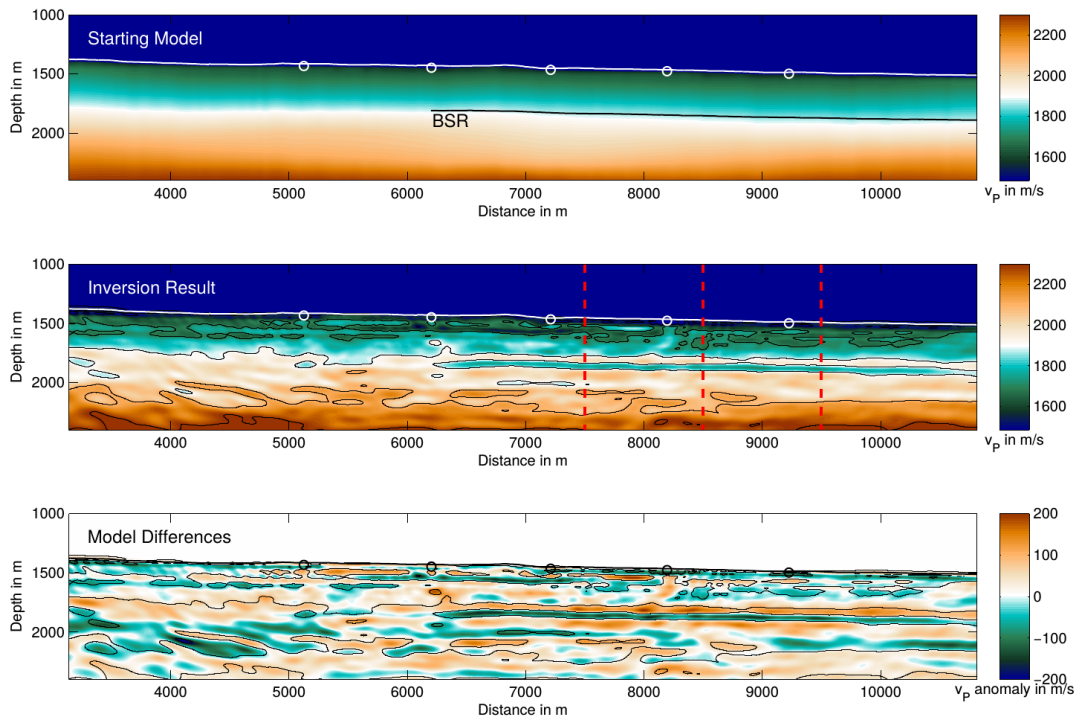 1000
1500
2000
Depth in m
Starting Model
BSR
4000 5000 6000 7000 8000 9000 10000
Distance in m
2200
2000
1800
1600
v_P in m/s
1000
1500
2000
Depth in m
Inversion Result
4000 5000 6000 7000 8000 9000 10000
Distance in m
2200
2000
1800
1600
v_P in m/s
1000
1500
2000
Depth in m
Model Differences
4000 5000 6000 7000 8000 9000 10000
Distance in m
200
100
0
−100
−200
v_P anomaly in m/s